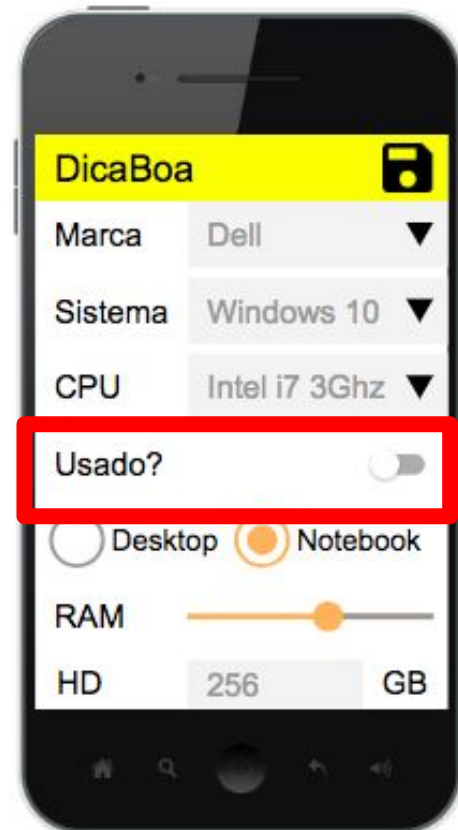 DicaBoa
Marca Dell
Sistema Windows 10
CPU Intel i7 3Ghz
Usado?
Desktop Notebook
RAM
HD 256 GB